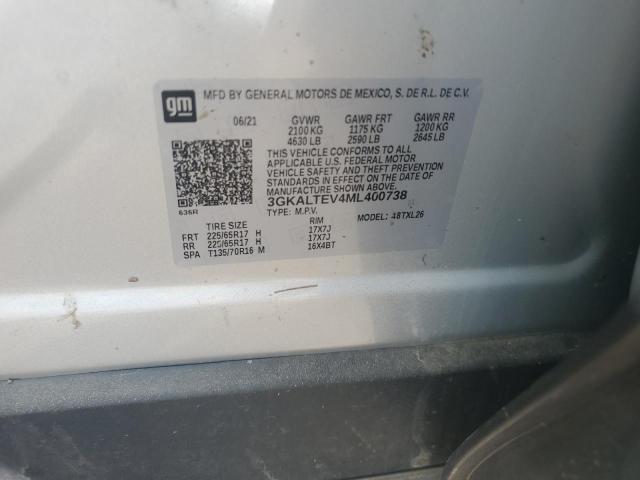 gm
MFD BY GENERAL MOTORS DE MEXICO, S. DE R.L. DE C.V.
06/21 GVWR GAWR FRT GAWR RR
2100 KG 1175 KG 1200 KG
4630 LB 2590 LB 2645 LB
THIS VEHICLE CONFORMS TO ALL
APPLICABLE U.S. FEDERAL MOTOR
VEHICLE SAFETY AND THEFT PREVENTION
STANDARDS IN EFFECT ON THE DATE OF
MANUFACTURE SHOWN ABOVE.
3GKALTEV4ML400738
TYPE: M.P.V. MODEL: 48TXL26
635R
TIRE SIZE RIM
FRT 225/65R17 H 17X7J
RR 225/65R17 H 17X7J
SPA T135/70R16 M 16X4BT